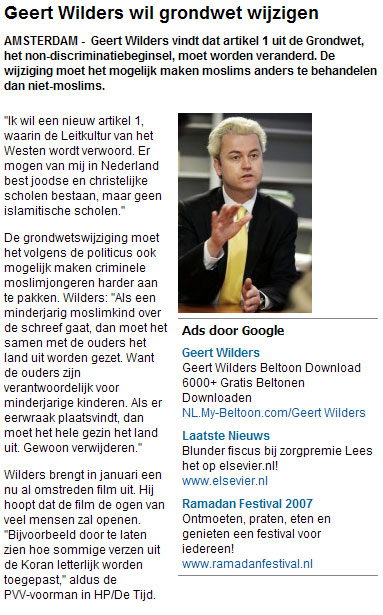 Geert Wilders wil grondwet wijzigen
AMSTERDAM - Geert Wilders vindt dat artikel 1 uit de Grondwet,
het non-discriminatiebeginsel, moet worden veranderd. De
wijziging moet het mogelijk maken moslims anders te behandelen
dan niet-moslims.
"Ik wil een nieuw artikel 1,
waarin de Leitkultur van het
Westen wordt verwoord. Er
mogen van mij in Nederland
best joodse en christelijke
scholen bestaan, maar geen
islamitische scholen."
De grondwetswijziging moet
het volgens de politicus ook
mogelijk maken criminele
moslimjongeren harder aan
te pakken. Wilders: "Als een
minderjarig moslimkind over
de schreef gaat, dan moet het
samen met de ouders het
land uit worden gezet. Want
de ouders zijn
verantwoordelijk voor
minderjarige kinderen. Als er
eerwraak plaatsvindt, dan
moet het hele gezin het land
uit. Gewoon verwijderen."
Wilders brengt in januari een
nu al omstreden film uit. Hij
hoopt dat de film de ogen van
veel mensen zal openen.
"Bijvoorbeeld door te laten
zien hoe sommige verzen uit
de Koran letterlijk worden
toegepast," aldus de
PVV-voorman in HP/De Tijd.
Ads door Google
Geert Wilders
Geert Wilders Beltoon Download
6000+ Gratis Beltonen
Downloaden
NL.My-Beltoon.com/Geert Wilders
Laatste Nieuws
Blunder fiscus bij zorgpremie Lees
het op elsevier.nl!
www.elsevier.nl
Ramadan Festival 2007
Ontmoeten, praten, eten en
genieten een festival voor
iedereen!
www.ramadanfestival.nl